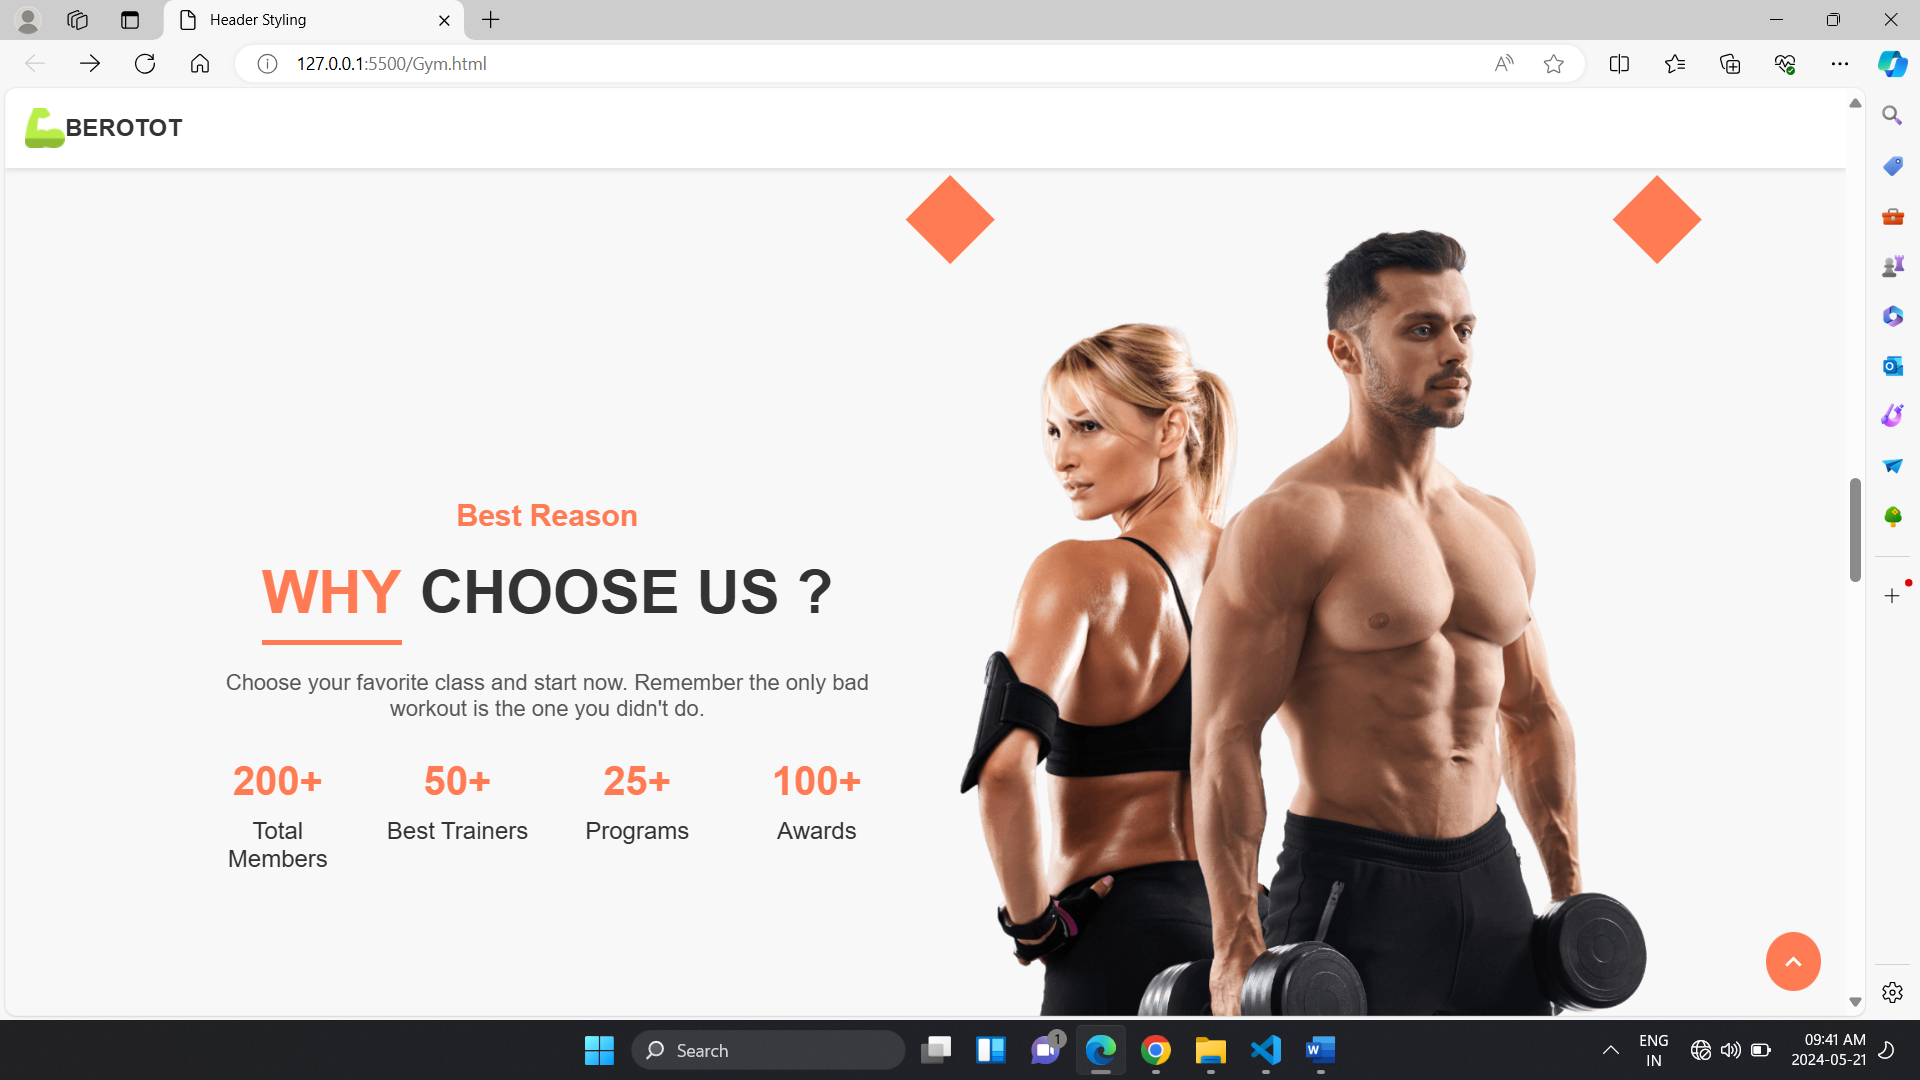 Header Styling
127.0.0.1:5500/Gym.html
BEROTOT
Best Reason
WHY CHOOSE US ?
Choose your favorite class and start now. Remember the only bad
workout is the one you didn't do.
200+ 50+ 25+ 100+
Total Best Trainers Programs Awards
Members
Search
1
ENG
IN
09:41 AM
2024-05-21